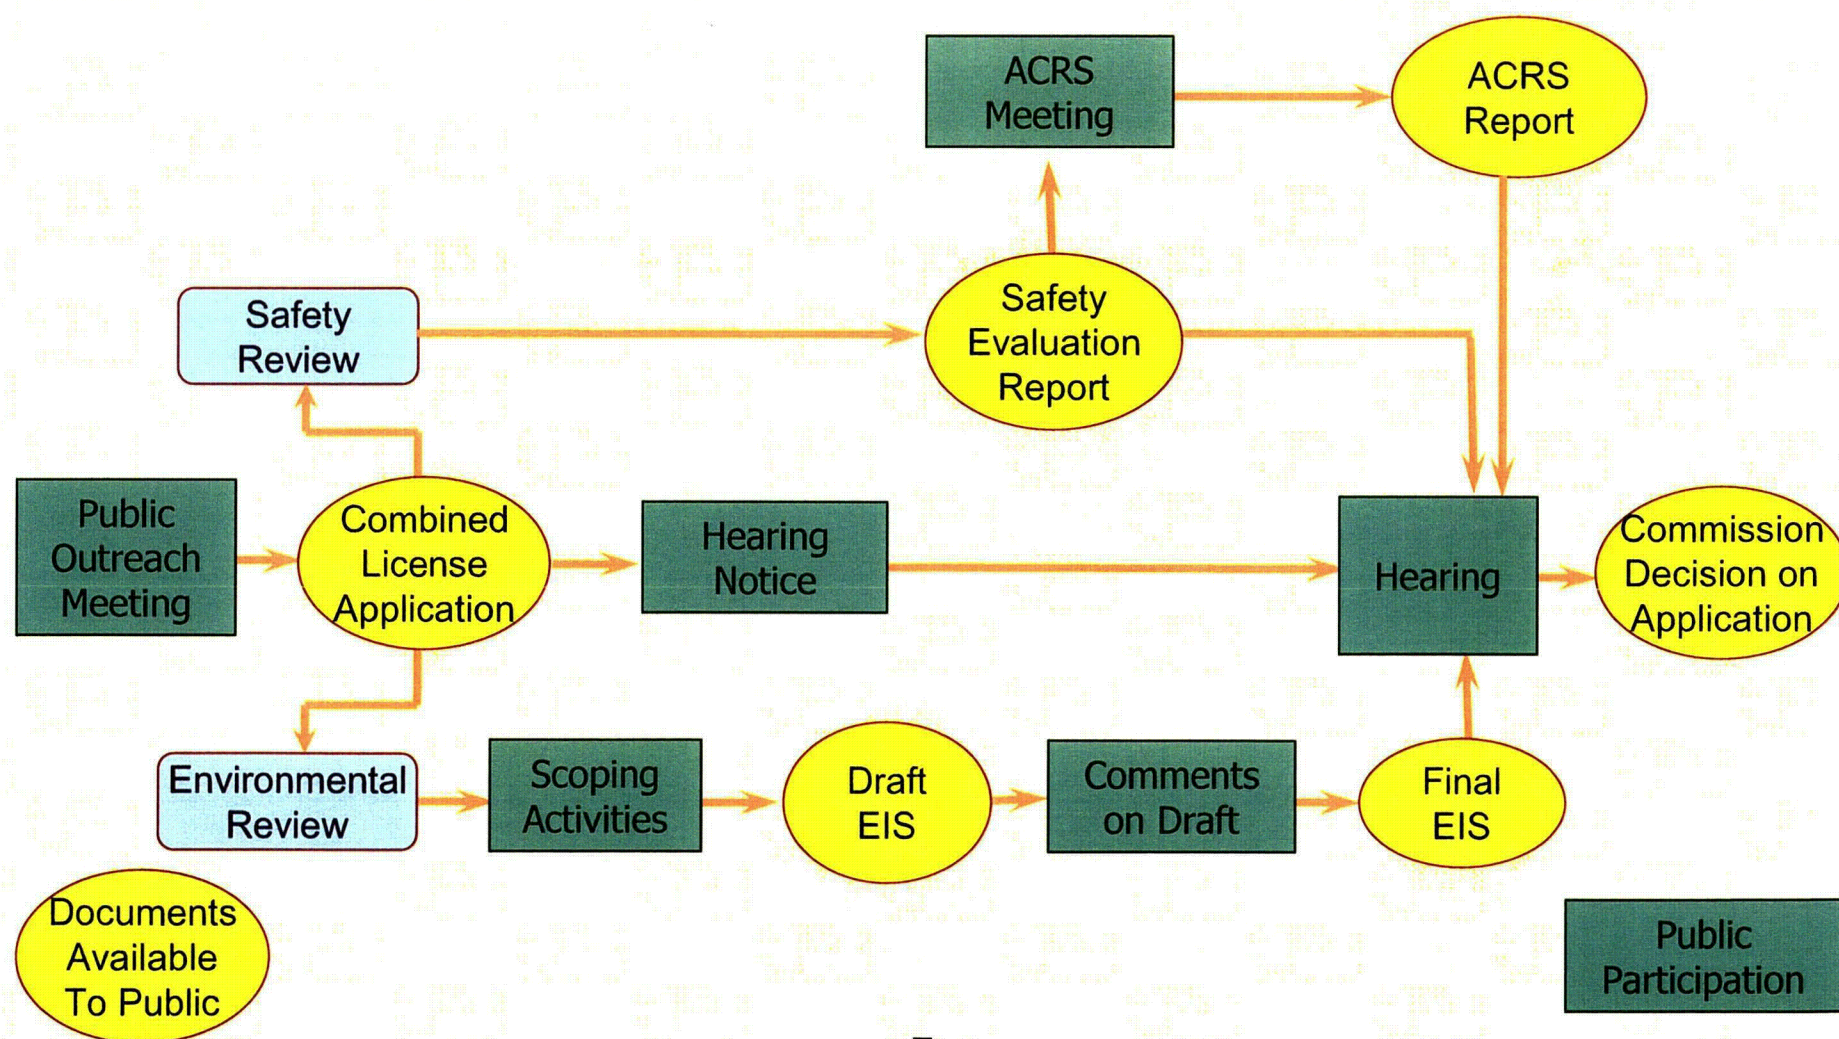 ACRS
Meeting
ACRS
Report
Safety
Review
Safety
Evaluation
Report
Public
Outreach
Meeting
Combined
License
Application
Hearing
Notice
Hearing
Commission
Decision on
Application
Environmental
Review
Scoping
Activities
Draft
EIS
Comments
on Draft
Final
EIS
Documents
Available
To Public
Public
Participation